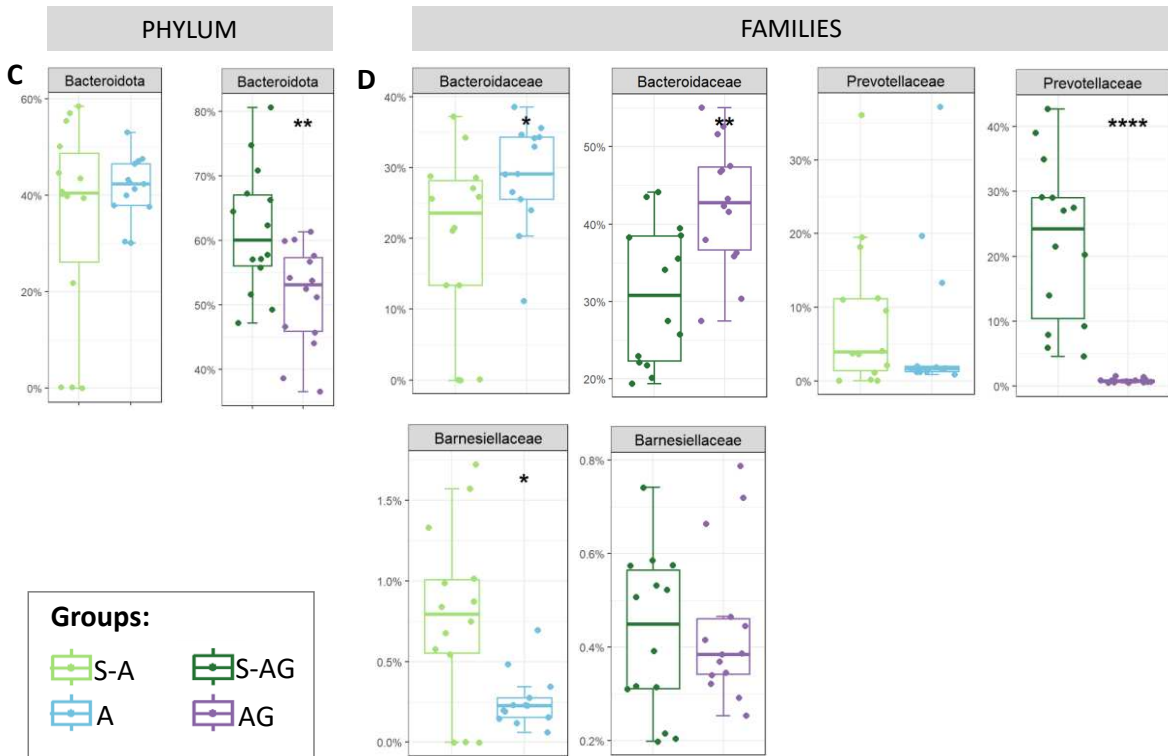 PHYLUM
FAMILIES
C
D
Bacteroidota
Bacteroidota
Bacteroidaceae
Bacteroidaceae
Prevotellaceae
Prevotellaceae
60%
40%
20%
0%
**
80%
70%
60%
50%
40%
*
40%
30%
20%
10%
0%
**
50%
40%
30%
20%
30%
20%
10%
0%
****
40%
30%
20%
10%
0%
Barnesiellaceae
Barnesiellaceae
*
1.5%
1.0%
0.5%
0.0%
0.8%
0.6%
0.4%
0.2%
Groups:
S-A
S-AG
A
AG